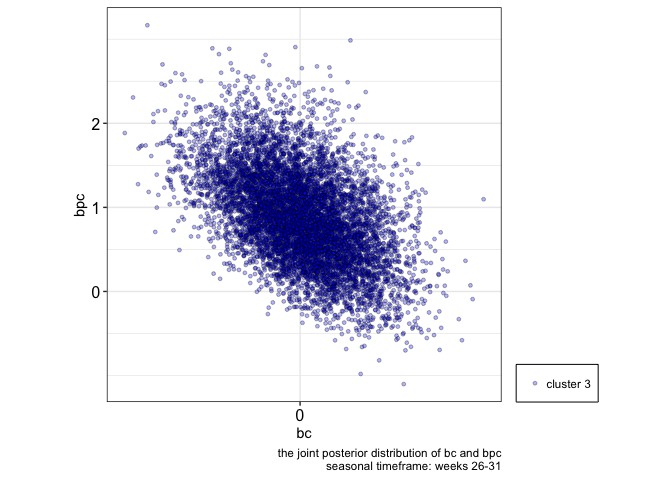 2
1
0
bpc
0
bc
cluster 3
the joint posterior distribution of bc and bpc
seasonal timeframe: weeks 26-31